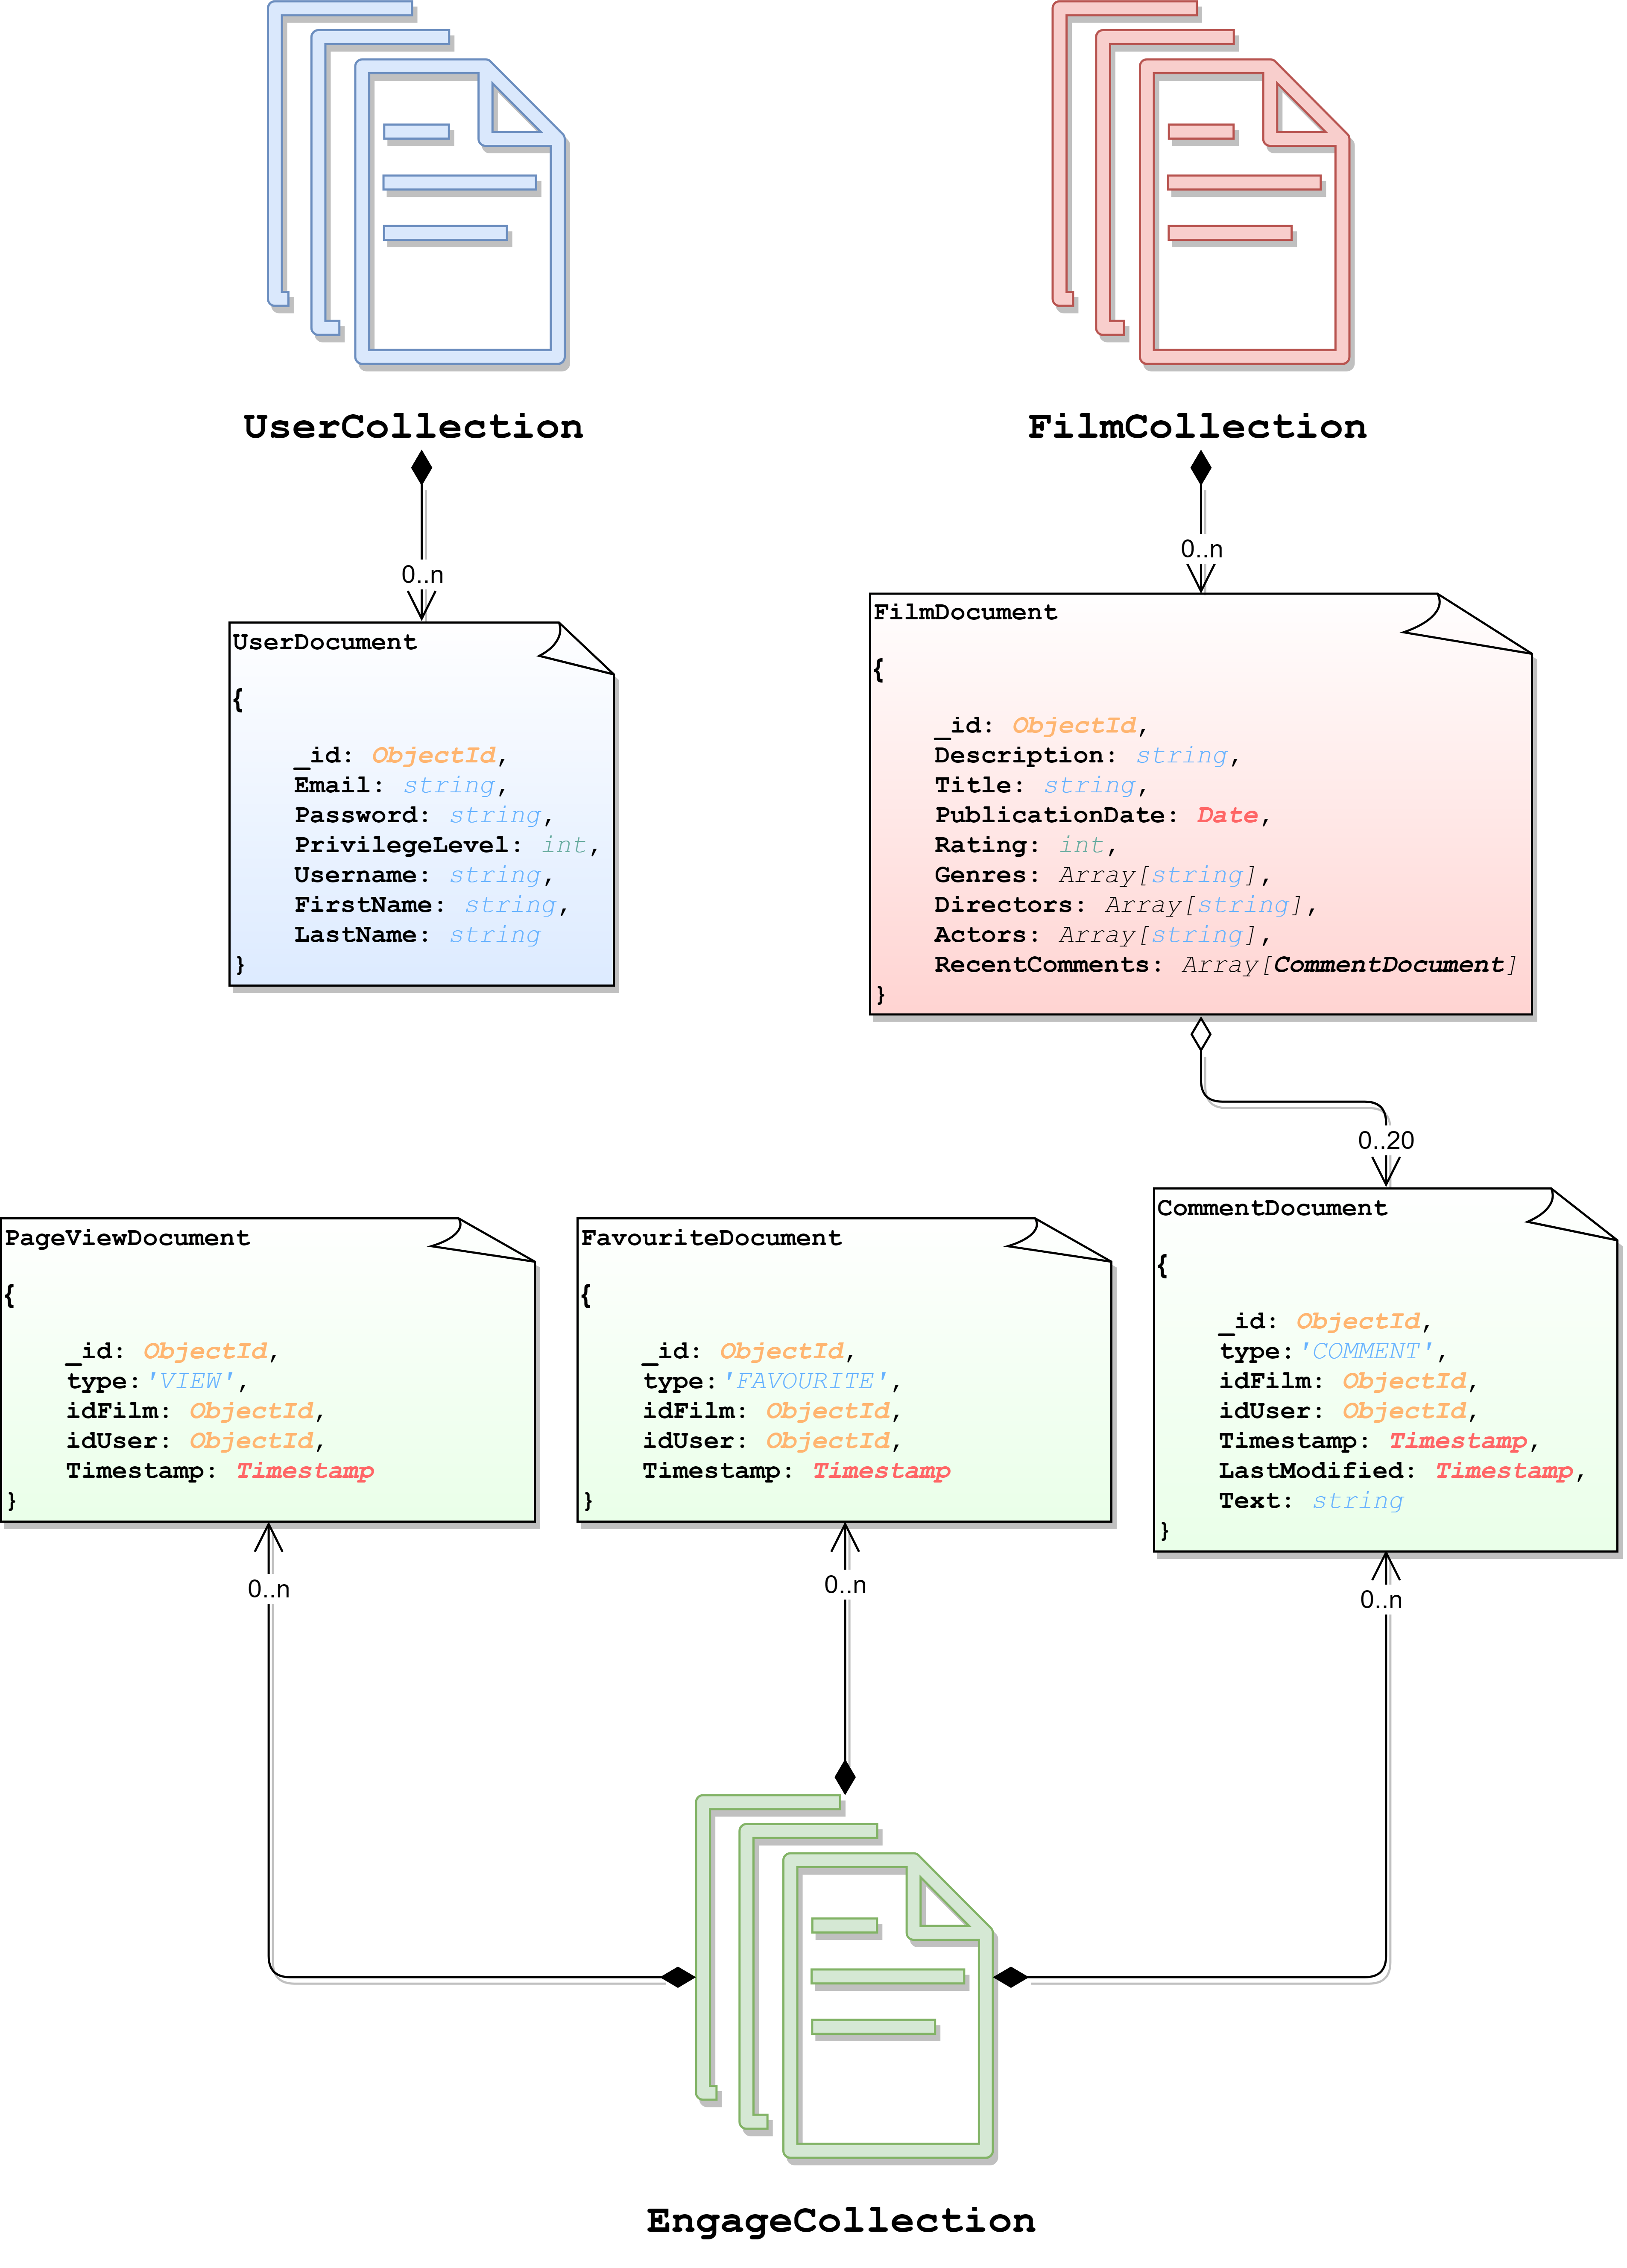 UserCollection
FilmCollection
0..n
0..n
UserDocument
{
_id: ObjectId,
Email: string,
Password: string,
PrivilegeLevel: int,
Username: string,
FirstName: string,
LastName: string
}
FilmDocument
{
_id: ObjectId,
Description: string,
Title: string,
PublicationDate: Date,
Rating: int,
Genres: Array[string],
Directors: Array[string],
Actors: Array[string],
RecentComments: Array[CommentDocument]
}
0..20
PageViewDocument
{
_id: ObjectId,
type:'VIEW',
idFilm: ObjectId,
idUser: ObjectId,
Timestamp: Timestamp
}
FavouriteDocument
{
_id: ObjectId,
type:'FAVOURITE',
idFilm: ObjectId,
idUser: ObjectId,
Timestamp: Timestamp
}
CommentDocument
{
_id: ObjectId,
type:'COMMENT',
idFilm: ObjectId,
idUser: ObjectId,
Timestamp: Timestamp,
LastModified: Timestamp,
Text: string
}
0..n
0..n
0..n
EngageCollection